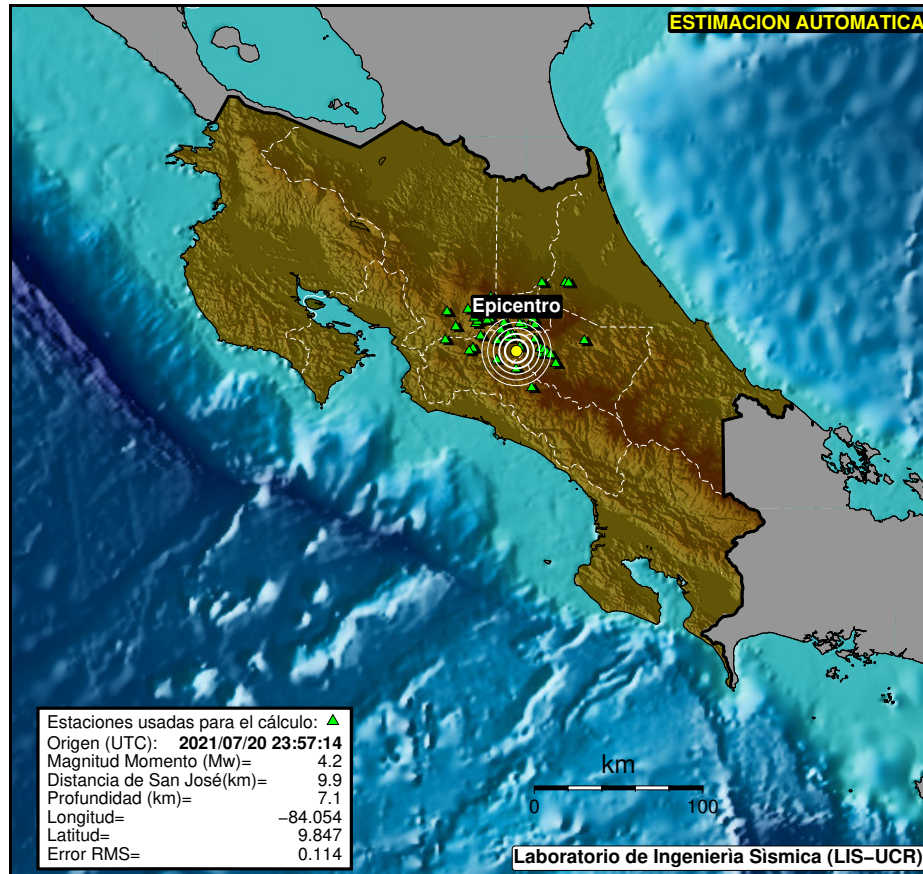 ESTIMACION AUTOMATICA
Epicentro
Estaciones usadas para el cálculo:
Origen (UTC): 2021/07/20 23:57:14
Magnitud Momento (Mw)= 4.2
Distancia de San José(km)= 9.9
Profundidad (km)= 7.1
Longitud= −84.054
Latitud= 9.847
Error RMS= 0.114
km
0 100
Laboratorio de Ingenierìa Sìsmica (LIS−UCR)